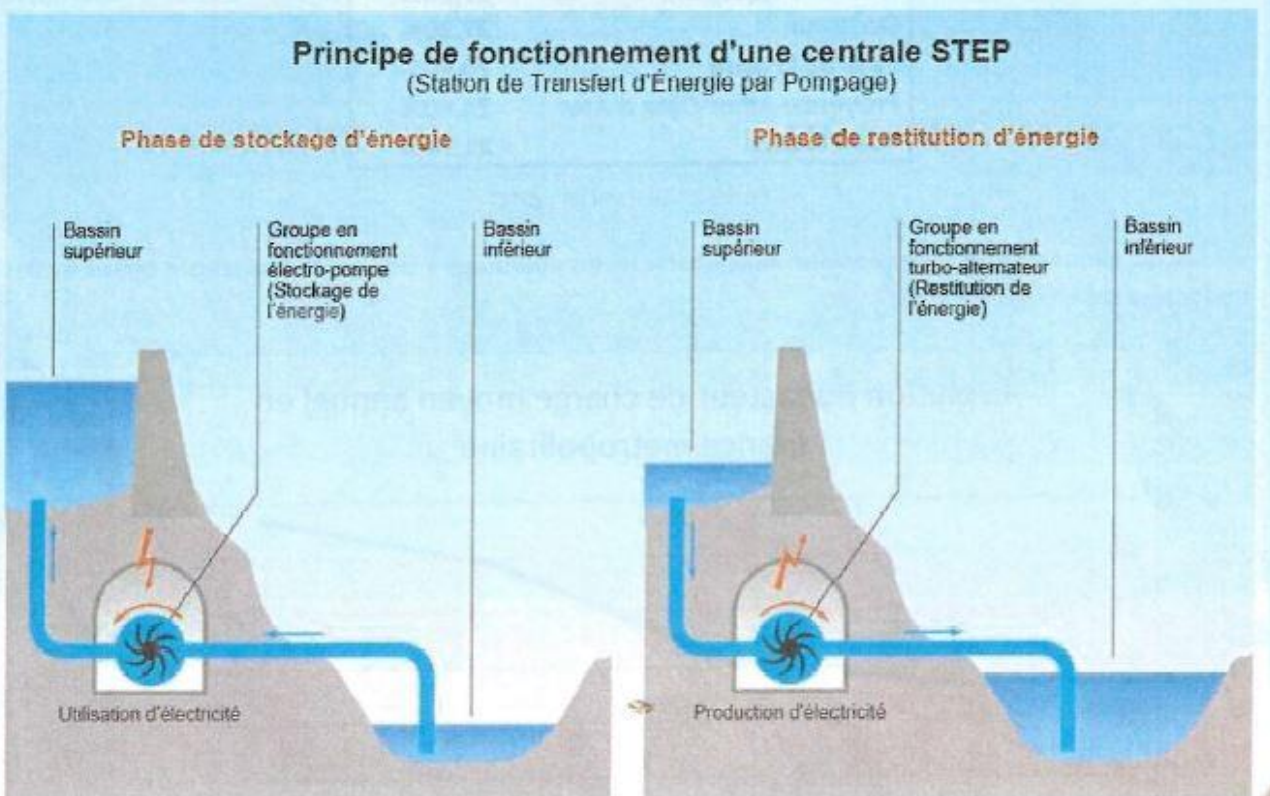 Principe de fonctionnement d'une centrale STEP
(Station de Transfert d'Énergie par Pompage)
Phase de stockage d'énergie
Bassin
supérieur
Groupe en
fonctionnement
électro-pompe
(Stockage de
l'énergie)
Bassin
inférieur
Utilisation d'électricité
Phase de restitution d'énergie
Bassin
supérieur
Groupe en
fonctionnement
turbo-alternateur
(Restitution de
l'énergie)
Bassin
inférieur
Production d'électricité